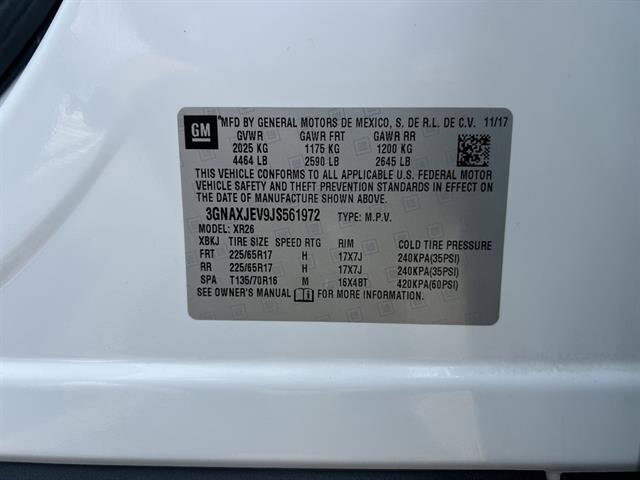 GM *MFD BY GENERAL MOTORS DE MEXICO, S. DE R.L. DE C.V. 11/17
GVWR GAWR FRT GAWR RR
2025 KG 1175 KG 1200 KG
4464 LB 2590 LB 2645 LB
THIS VEHICLE CONFORMS TO ALL APPLICABLE U.S. FEDERAL MOTOR
VEHICLE SAFETY AND THEFT PREVENTION STANDARDS IN EFFECT ON
THE DATE OF MANUFACTURE SHOWN ABOVE.
3GNAXJEV9JS561972 TYPE: M.P.V.
MODEL: XR26
XBKJ TIRE SIZE SPEED RTG RIM COLD TIRE PRESSURE
FRT 225/65R17 H 17X7J 240KPA(35PSI)
RR 225/65R17 H 17X7J 240KPA(35PSI)
SPA T135/70R16 M 16X4BT 420KPA(60PSI)
SEE OWNER'S MANUAL FOR MORE INFORMATION.